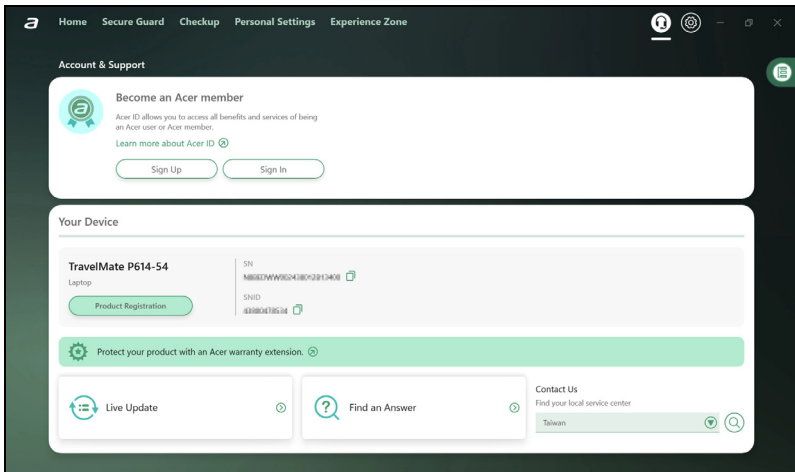 a Home Secure Guard Checkup Personal Settings Experience Zone
Account & Support
Become an Acer member
Acer ID allows you to access all benefits and services of being
an Acer user or Acer member.
Learn more about Acer ID
Sign Up Sign In
Your Device
TravelMate P614-54
Laptop
Product Registration
SN
SNID
Protect your product with an Acer warranty extension.
Live Update
Find an Answer
Contact Us
Find your local service center
Taiwan